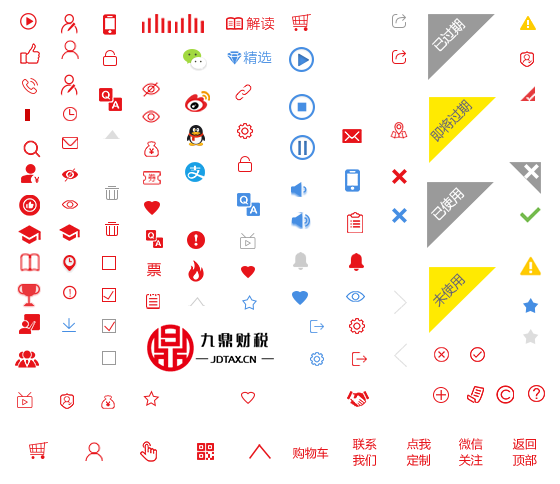 解读
已过期
精选
Q
A
即将过期
¥
¥
券
Q
A
已使用
Q
A
票
未使用
九鼎财税
JDTAX.CN
C
?
购物车
联系
我们
点我
定制
微信
关注
返回
顶部